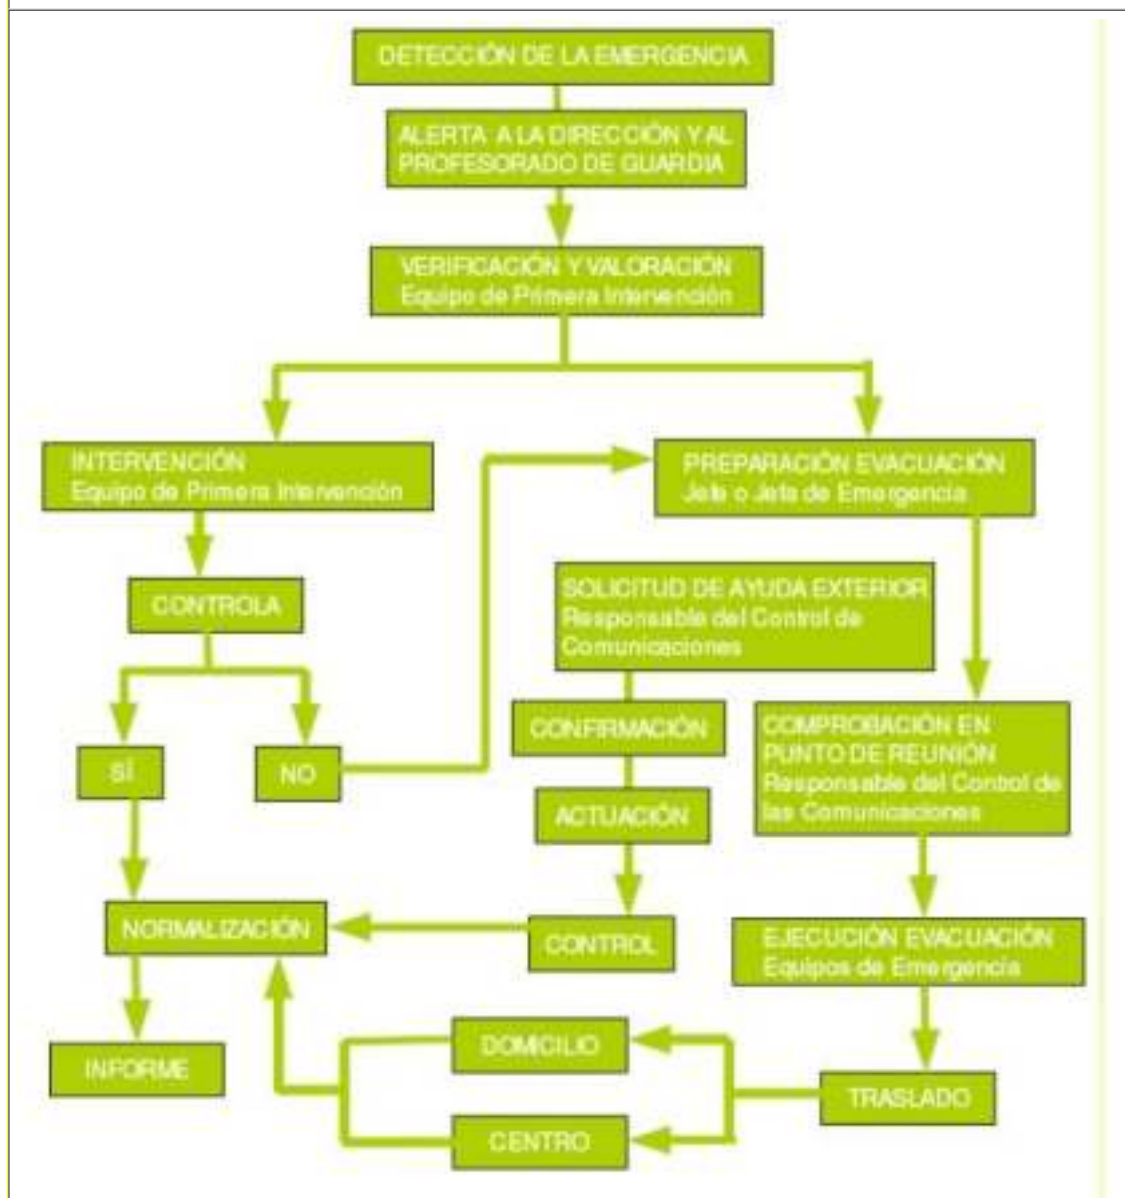 DETECCIÓN DE LA EMERGENCIA
ALERTA A LA DIRECCIÓN Y AL
PROFESORADO DE GUARDIA
VERIFICACIÓN Y VALORACIÓN
Equipo de Primera Intervención
INTERVENCIÓN
Equipo de Primera Intervención
PREPARACIÓN EVACUACIÓN
Jefe o Jefa de Emergencia
CONTROLA
SOLICITUD DE AYUDA EXTERIOR
Responsable del Control de
Comunicaciones
SÍ
NO
CONFIRMACIÓN
COMPROBACIÓN EN
PUNTO DE REUNIÓN
Responsable del Control de
las Comunicaciones
ACTUACIÓN
NORMALIZACIÓN
CONTROL
EJECUCIÓN EVACUACIÓN
Equipos de Emergencia
INFORME
DOMICILIO
TRASLADO
CENTRO